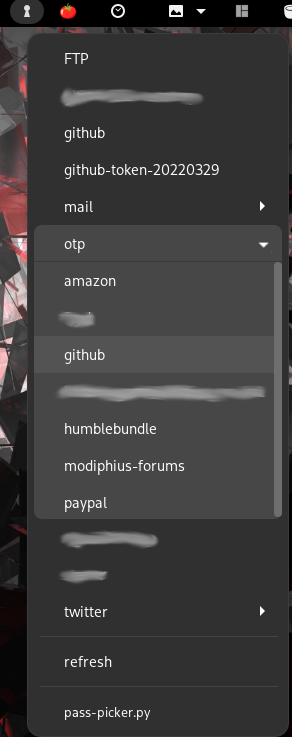 FTP
github
github-token-20220329
mail
otp
amazon
github
humblebundle
modiphius-forums
paypal
twitter
refresh
pass-picker.py